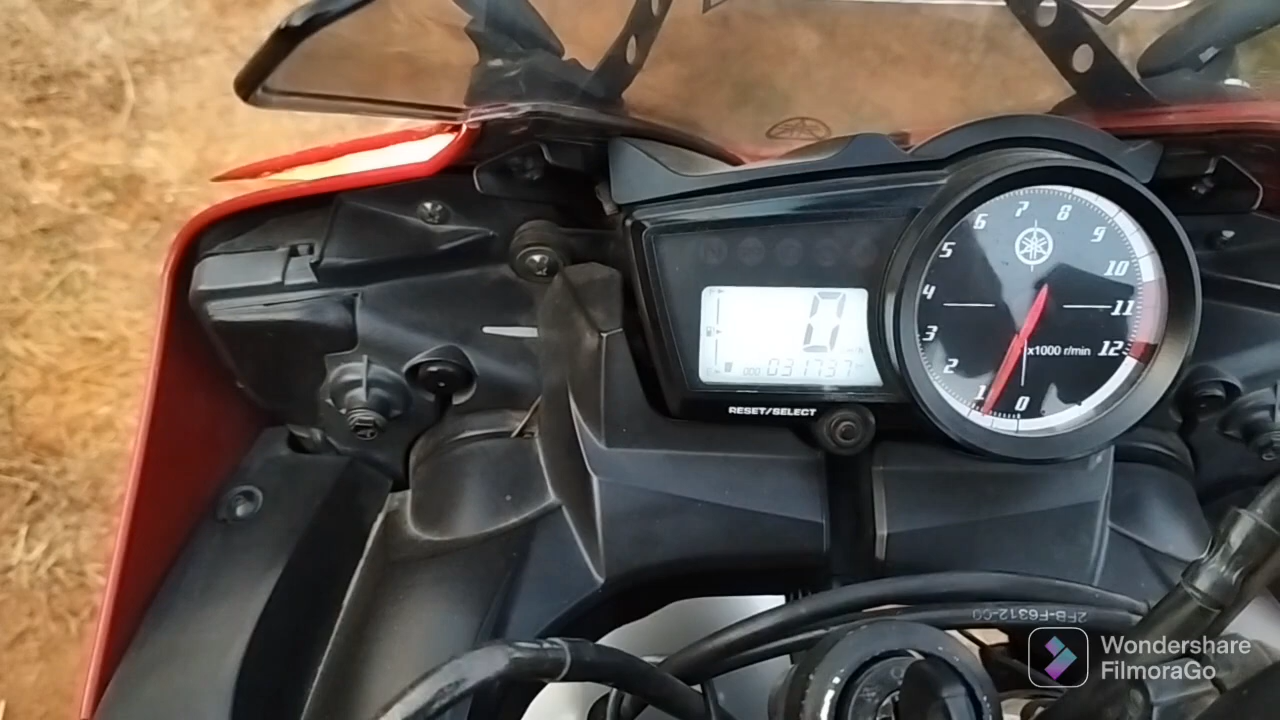 0
ODO 031737
RESET/SELECT
0 1 2 3 4 5 6 7 8 9 10 11 12
x1000 r/min
2FB-F6312-00
Wondershare
FilmoraGo